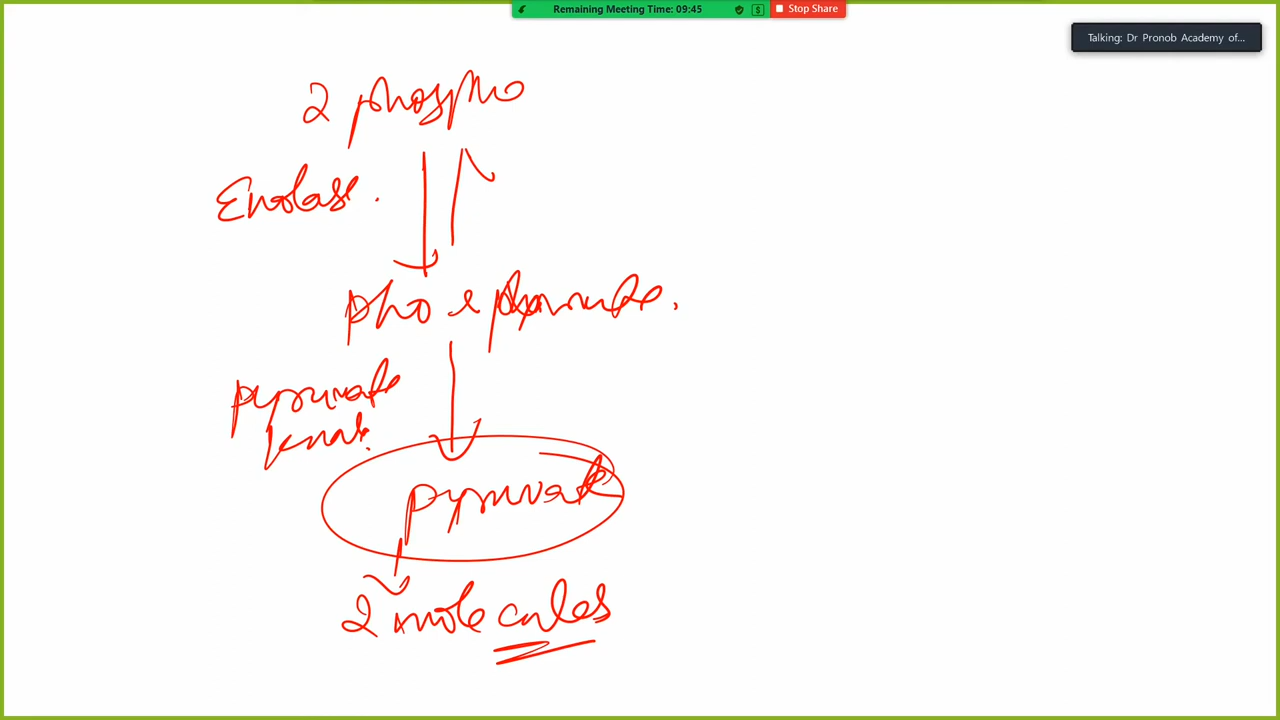 Remaining Meeting Time: 09:45
Stop Share
Talking: Dr Pronob Academy of...
2 phospho
Enolase.
pho
pyruvate
pyruvate
2 molecules